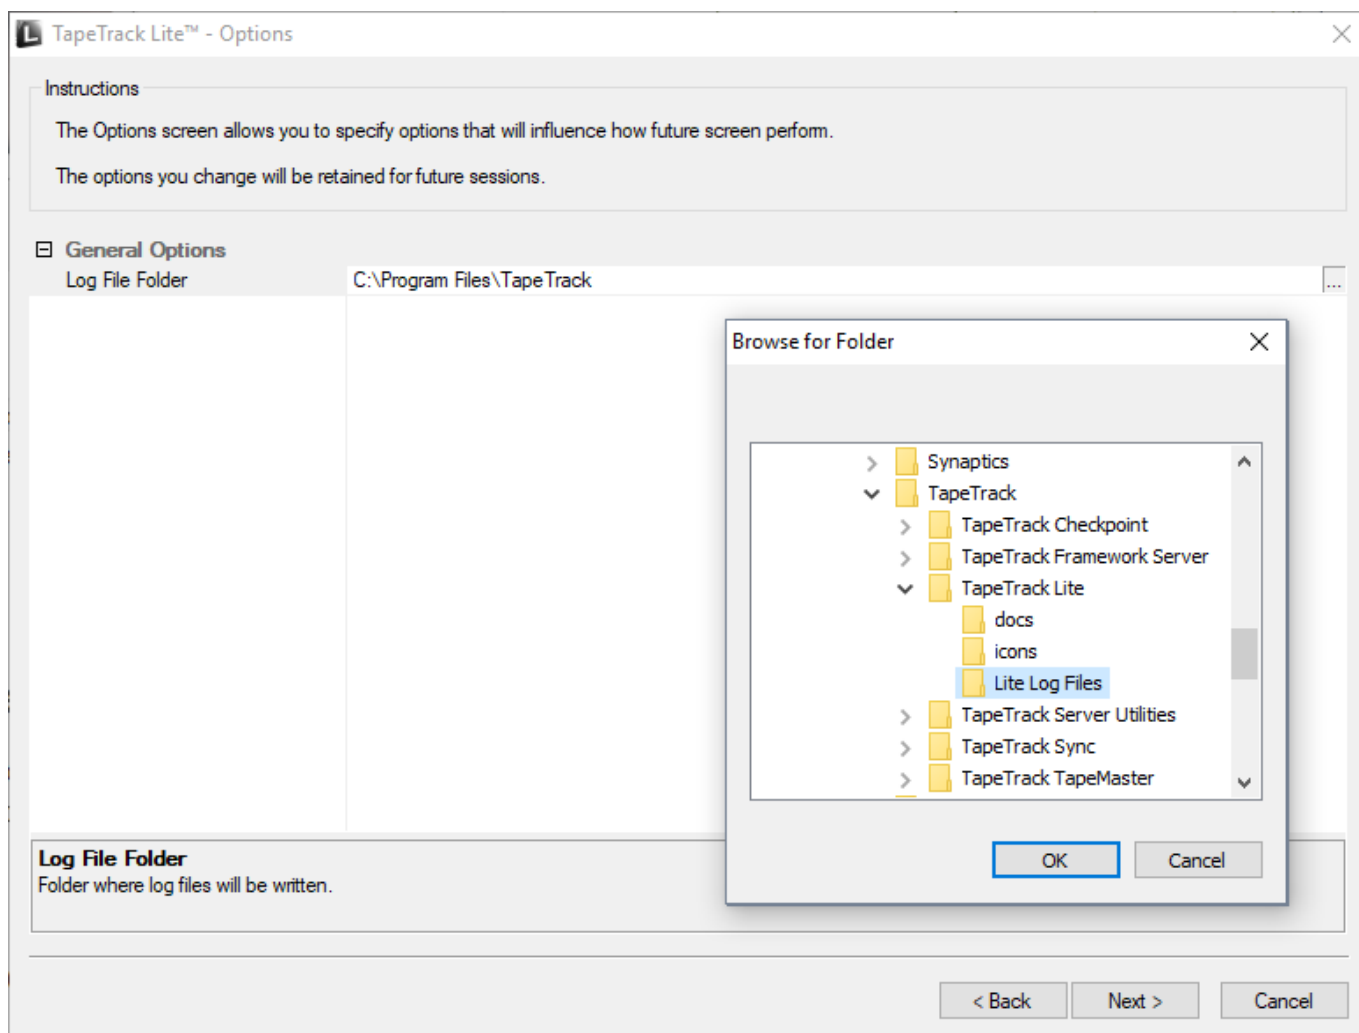 TapeTrack Lite™ - Options
Instructions
The Options screen allows you to specify options that will influence how future screen perform.
The options you change will be retained for future sessions.
General Options
Log File Folder C:\Program Files\TapeTrack ...
Browse for Folder
Synaptics
TapeTrack
TapeTrack Checkpoint
TapeTrack Framework Server
TapeTrack Lite
docs
icons
Lite Log Files
TapeTrack Server Utilities
TapeTrack Sync
TapeTrack TapeMaster
OK Cancel
Log File Folder
Folder where log files will be written.
< Back Next > Cancel